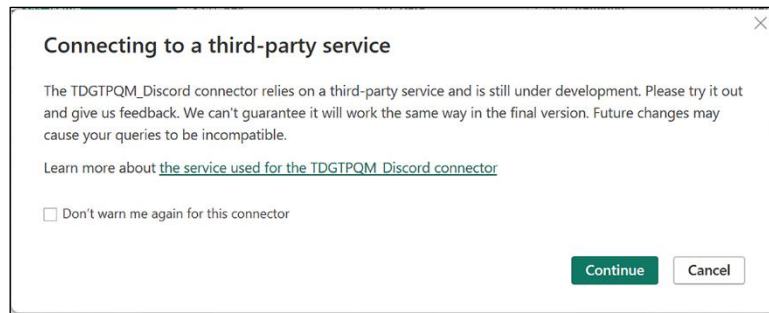 Connecting to a third-party service
The TDGTPQM_Discord connector relies on a third-party service and is still under development. Please try it out
and give us feedback. We can't guarantee it will work the same way in the final version. Future changes may
cause your queries to be incompatible.
Learn more about the service used for the TDGTPQM_Discord connector
Don't warn me again for this connector
Continue Cancel